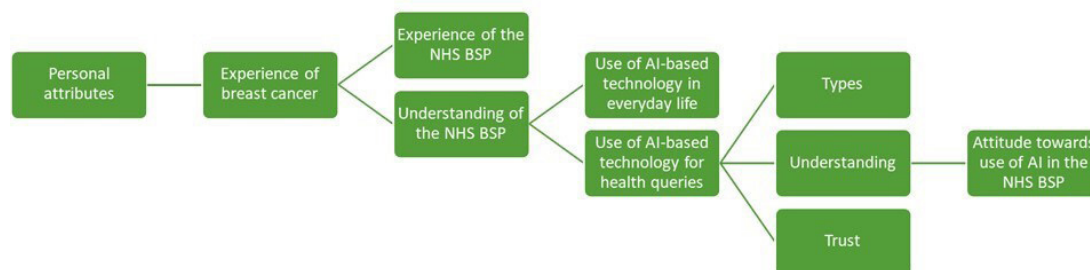 Personal
attributes
Experience of
breast cancer
Experience of the
NHS BSP
Understanding of
the NHS BSP
Use of AI-based
technology in
everyday life
Use of AI-based
technology for
health queries
Types
Understanding
Trust
Attitude towards
use of AI in the
NHS BSP